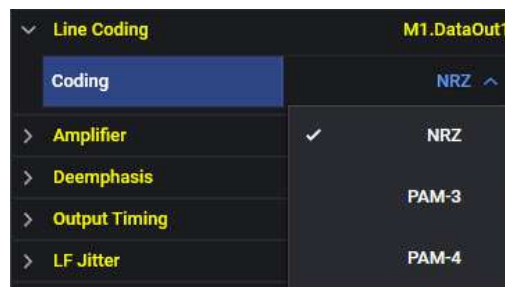 Line Coding M1.DataOut1
Coding NRZ
Amplifier NRZ
Deemphasis
PAM-3
Output Timing
LF Jitter PAM-4